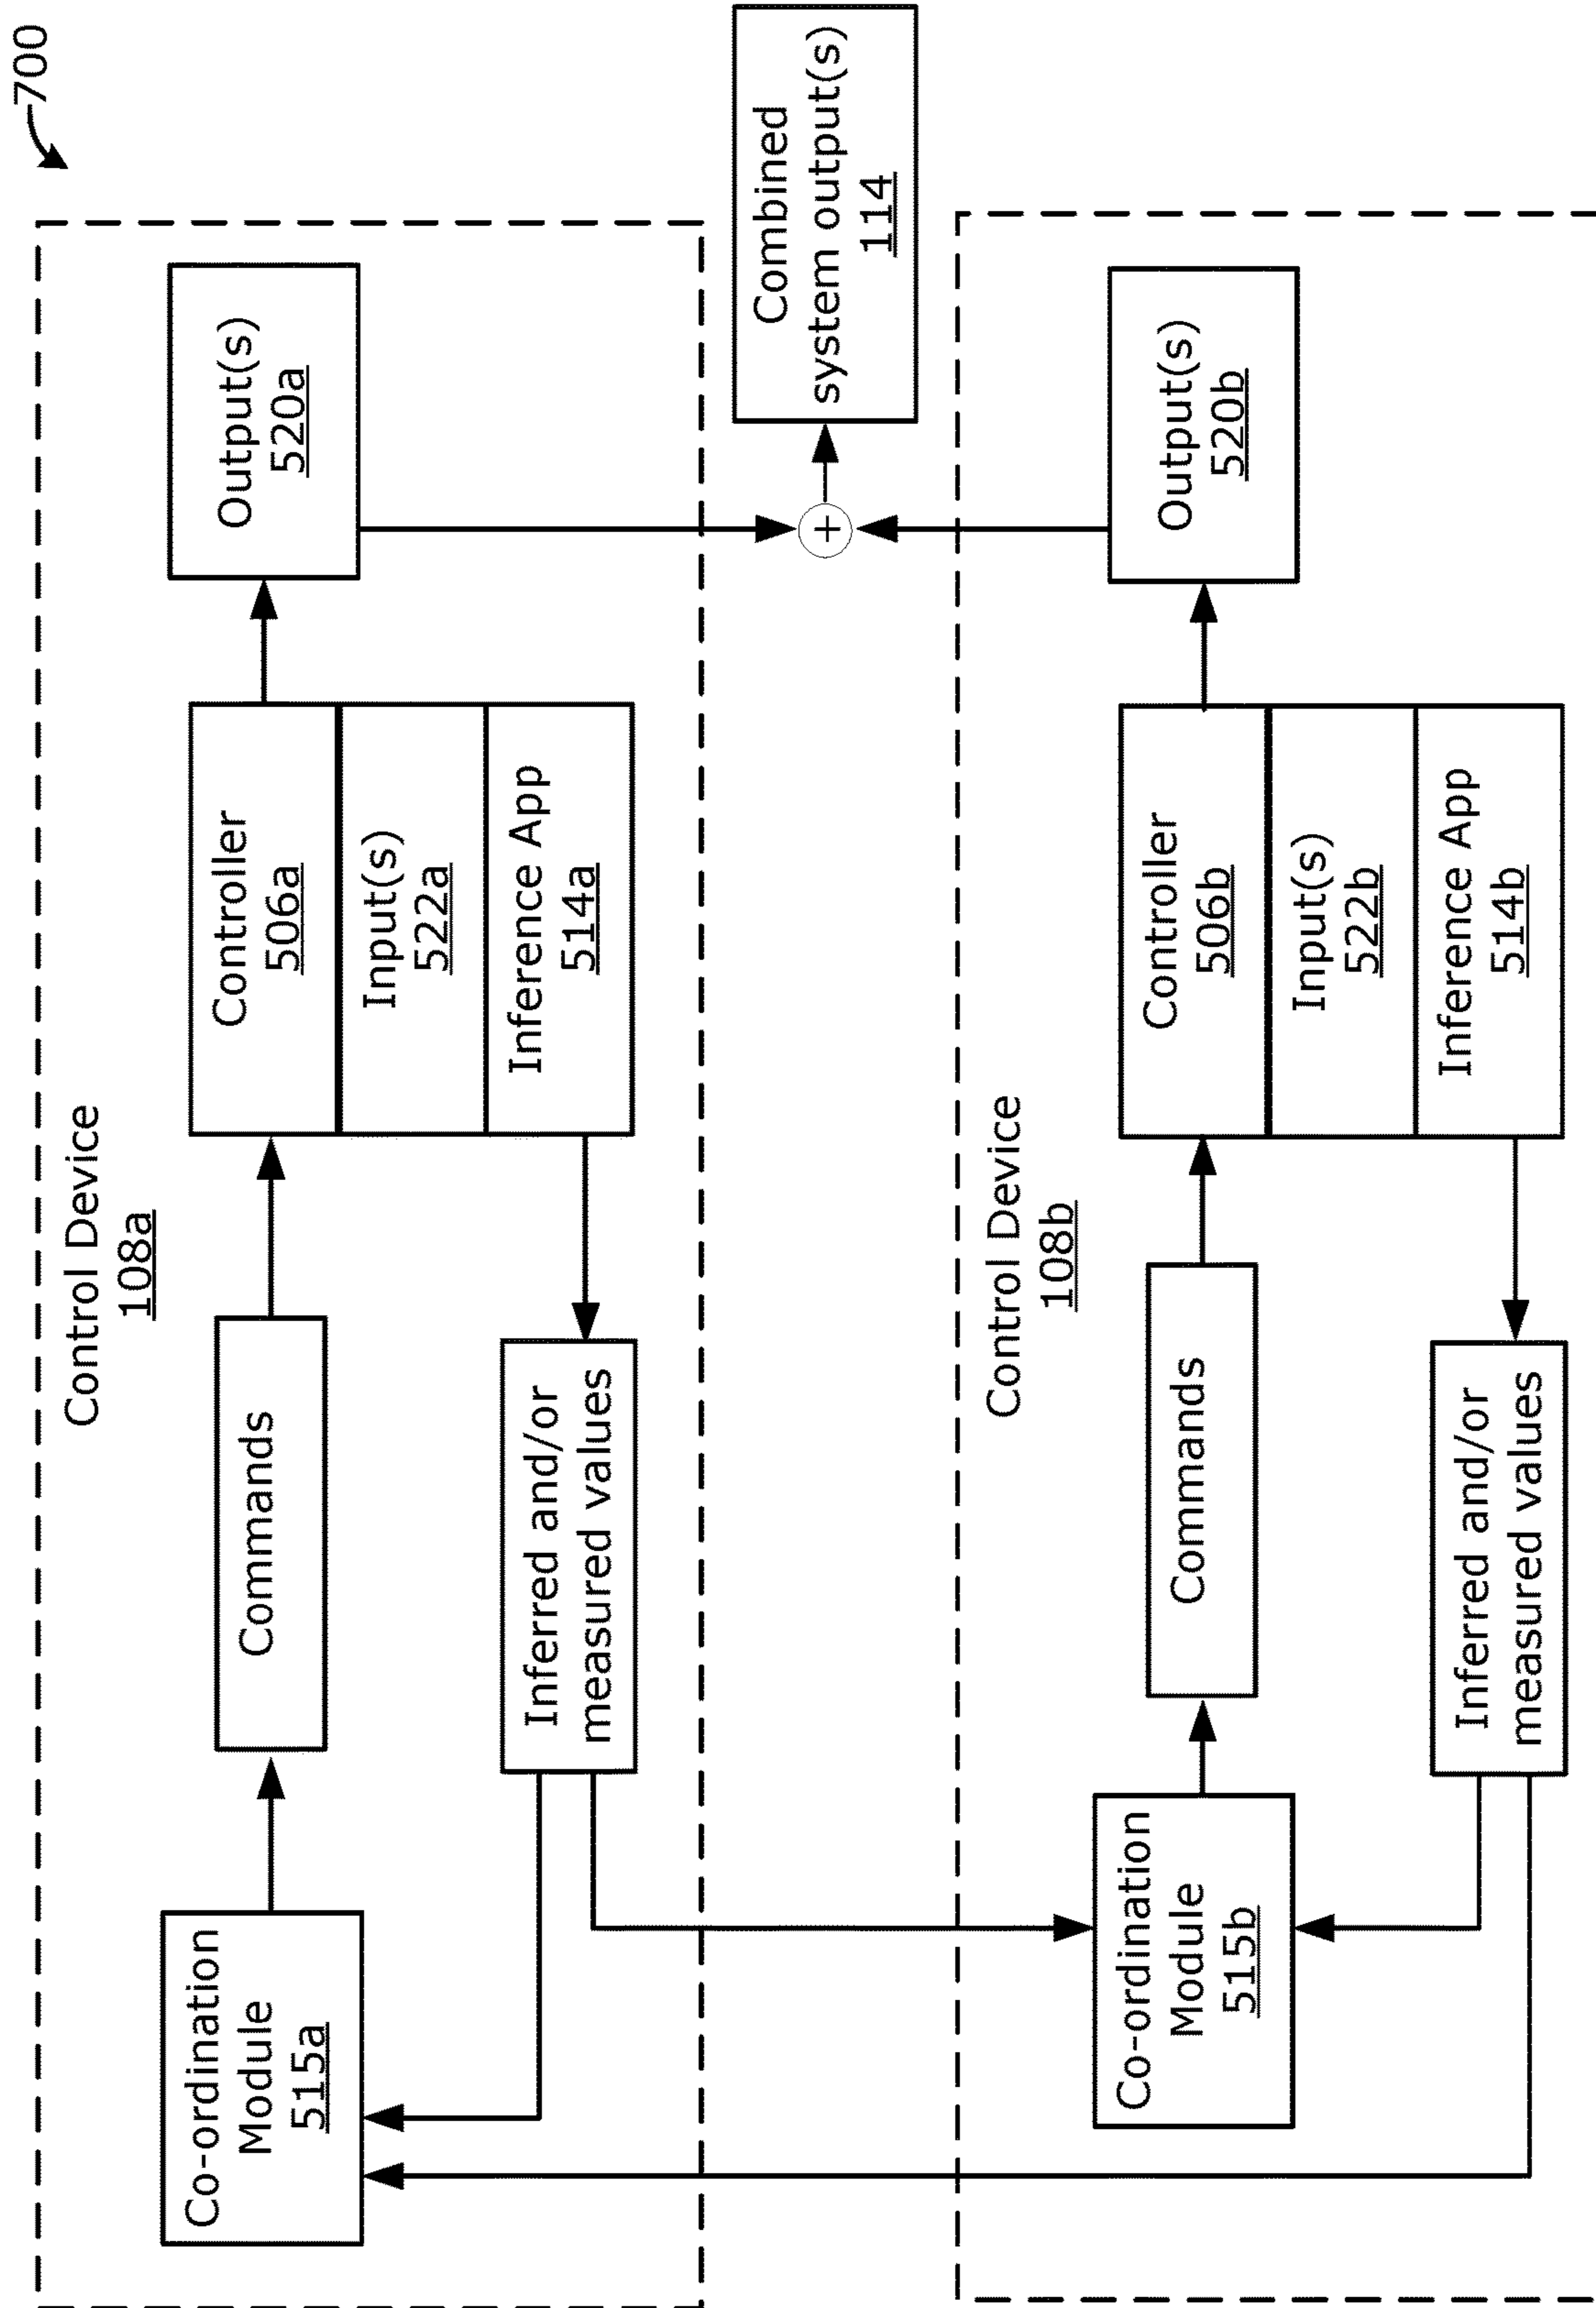 700
Control Device
108a
Co-ordination
Module
515a
Commands
Controller
506a
Input(s)
522a
Inference App
514a
Output(s)
520a
Inferred and/or
measured values
+
Combined
system output(s)
114
Control Device
108b
Co-ordination
Module
515b
Commands
Controller
506b
Input(s)
522b
Inference App
514b
Output(s)
520b
Inferred and/or
measured values